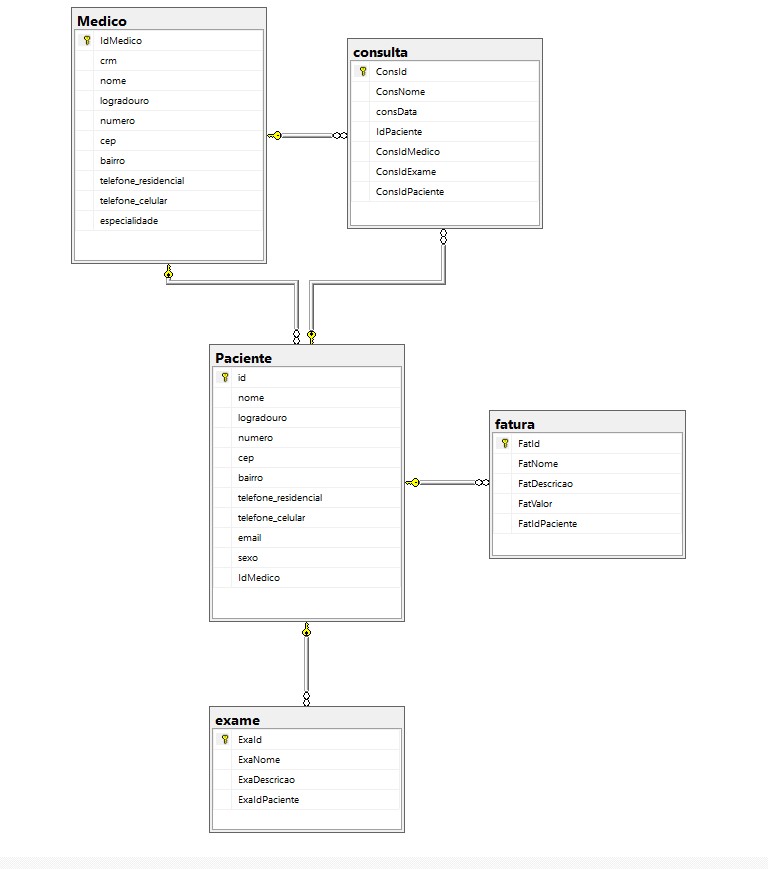 Medico
IdMedico
crm
nome
logradouro
numero
cep
bairro
telefone_residencial
telefone_celular
especialidade
consulta
ConsId
ConsNome
consData
IdPaciente
ConsIdMedico
ConsIdExame
ConsIdPaciente
Paciente
id
nome
logradouro
numero
cep
bairro
telefone_residencial
telefone_celular
email
sexo
IdMedico
fatura
FatId
FatNome
FatDescricao
FatValor
FatIdPaciente
exame
ExaId
ExaNome
ExaDescricao
ExaIdPaciente